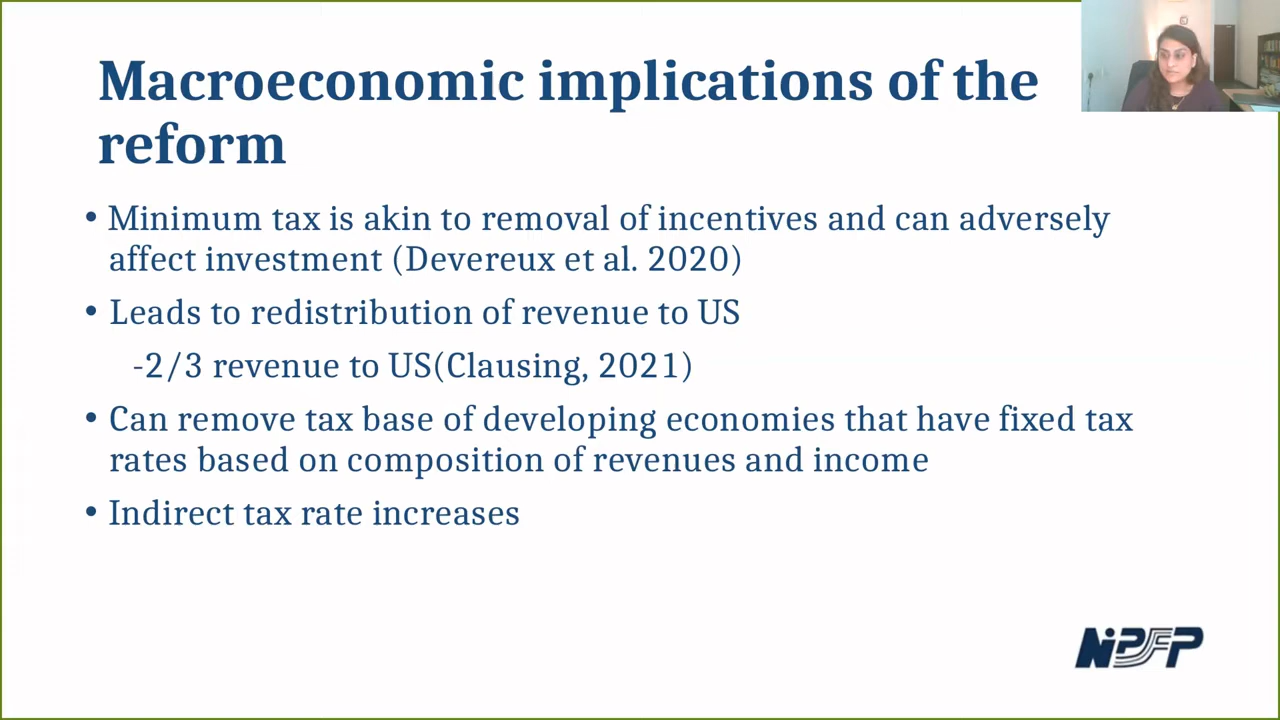 Macroeconomic implications of the
reform
• Minimum tax is akin to removal of incentives and can adversely
affect investment (Devereux et al. 2020)
• Leads to redistribution of revenue to US
-2/3 revenue to US(Clausing, 2021)
• Can remove tax base of developing economies that have fixed tax
rates based on composition of revenues and income
• Indirect tax rate increases
NIPFP